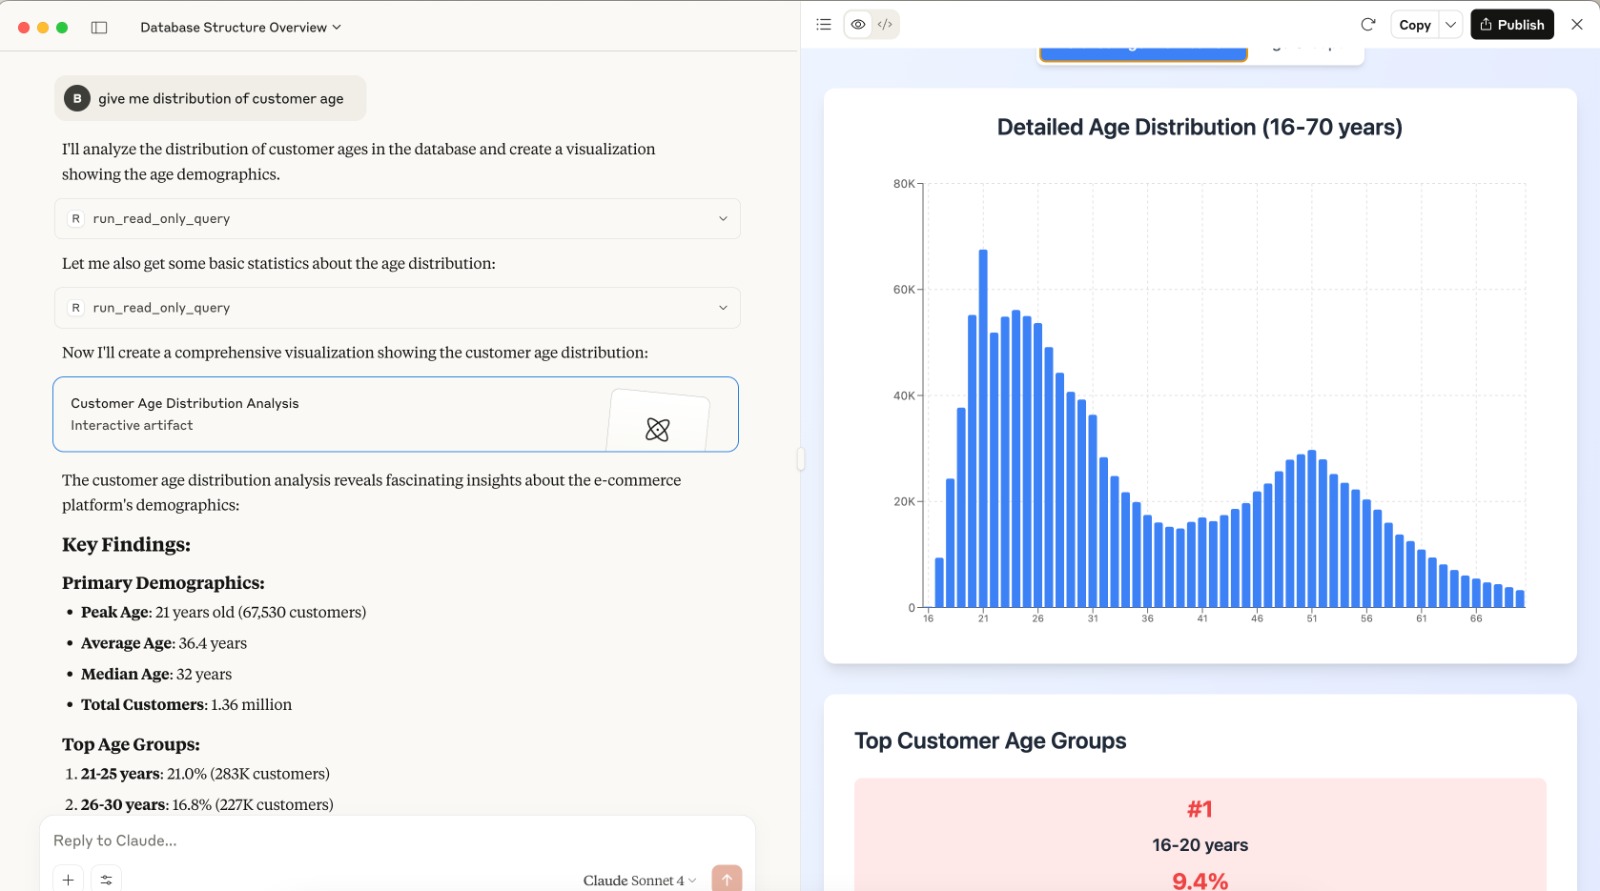 Database Structure Overview
Copy
Publish
B
give me distribution of customer age
I'll analyze the distribution of customer ages in the database and create a visualization
showing the age demographics.
R run_read_only_query
Let me also get some basic statistics about the age distribution:
R run_read_only_query
Now I'll create a comprehensive visualization showing the customer age distribution:
Customer Age Distribution Analysis
Interactive artifact
The customer age distribution analysis reveals fascinating insights about the e-commerce
platform's demographics:
Key Findings:
Primary Demographics:
• Peak Age: 21 years old (67,530 customers)
• Average Age: 36.4 years
• Median Age: 32 years
• Total Customers: 1.36 million
Top Age Groups:
1. 21-25 years: 21.0% (283K customers)
2. 26-30 years: 16.8% (227K customers)
Reply to Claude...
Claude Sonnet 4
Detailed Age Distribution (16-70 years)
80K
60K
40K
20K
0
16 21 26 31 36 41 46 51 56 61 66
Top Customer Age Groups
#1
16-20 years
9.4%